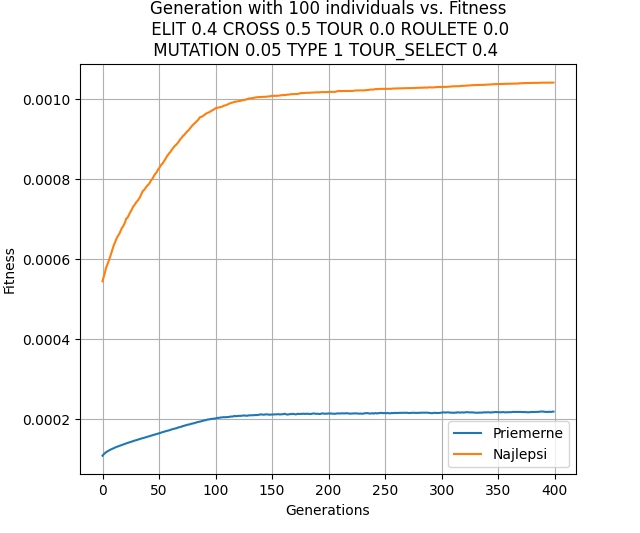 Generation with 100 individuals vs. Fitness
ELIT 0.4 CROSS 0.5 TOUR 0.0 ROULETE 0.0
MUTATION 0.05 TYPE 1 TOUR_SELECT 0.4
0.0010
0.0008
0.0006
0.0004
0.0002
Fitness
Priemerne
Najlepsi
0 50 100 150 200 250 300 350 400
Generations